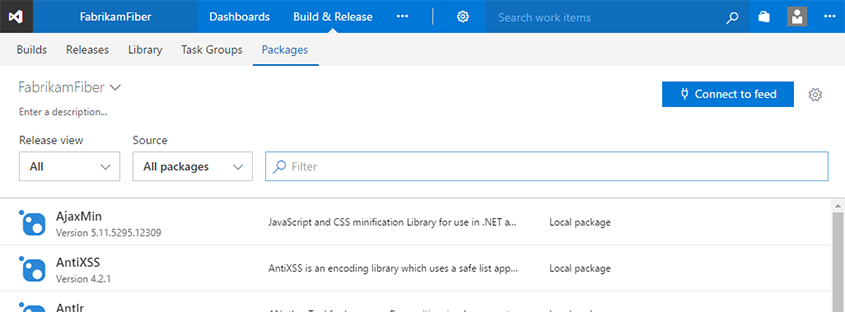 FabrikamFiber Dashboards Build & Release Search work items
Builds Releases Library Task Groups Packages
FabrikamFiber
Connect to feed
Enter a description...
Release view Source
All All packages Filter
AjaxMin
Version 5.11.5295.12309
JavaScript and CSS minification Library for use in .NET a...
Local package
AntiXSS
Version 4.2.1
AntiXSS is an encoding library which uses a safe list app...
Local package
Antlr